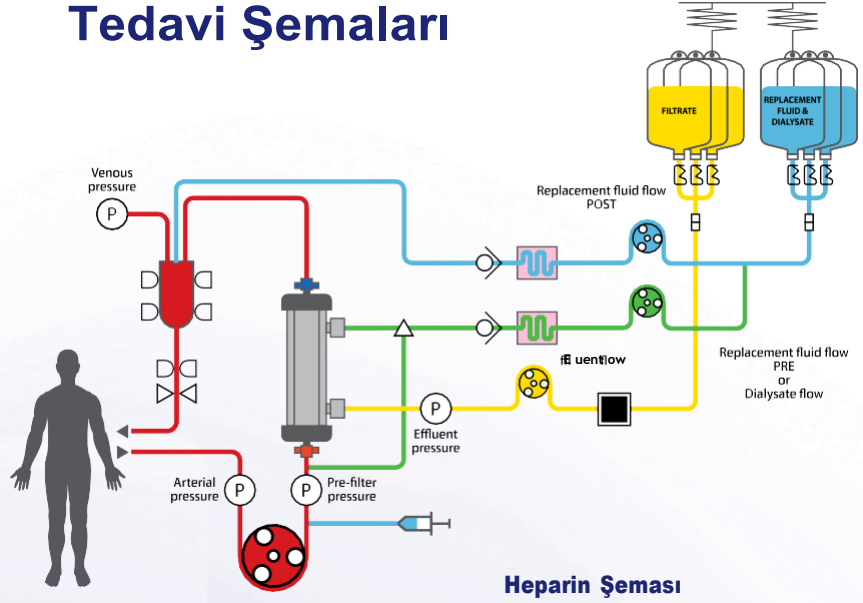 Tedavi Şemaları
FILTRATE
REPLACEMENT
FLUID &
DIALYSATE
Venous
pressure
P
Replacement fluid flow
POST
Replacement fluid flow
PRE
or
Dialysate flow
P
Effluent
pressure
Arterial
pressure
P
P
Pre-filter
pressure
Heparin Şeması